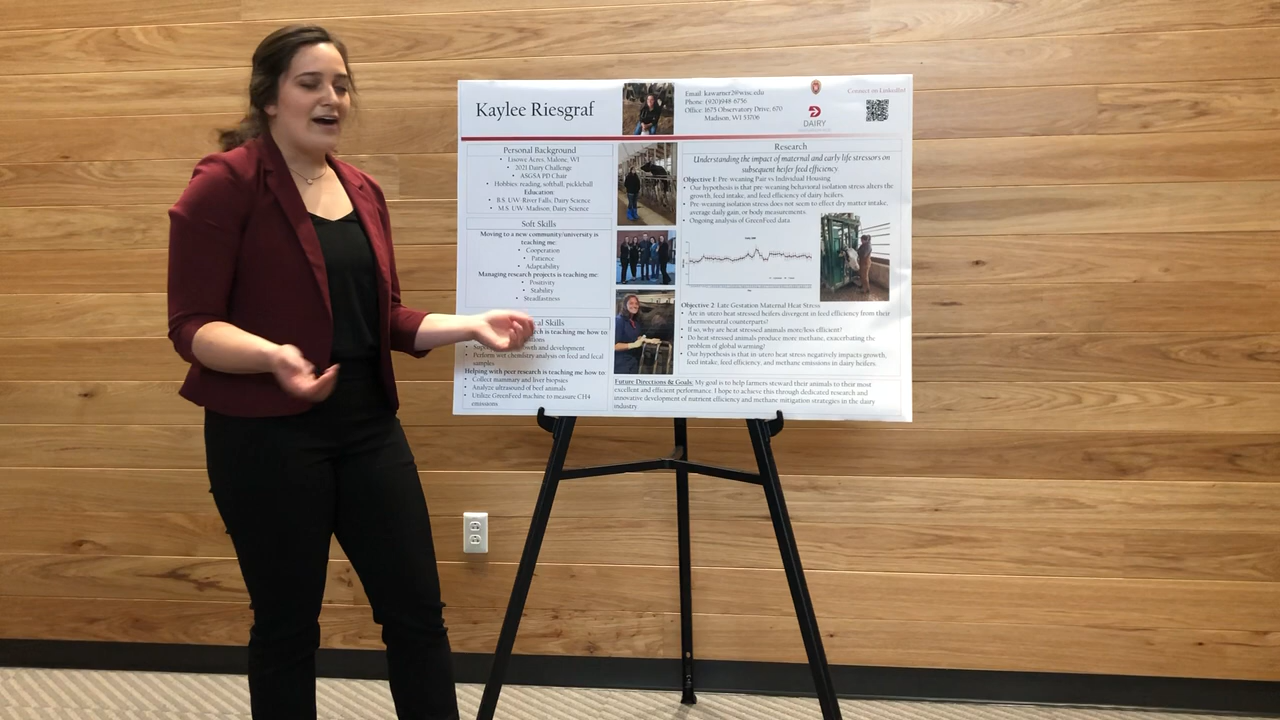 Kaylee Riesgraf
Email: kawarner2@wisc.edu
Phone: (920)948-6756
Office: 1675 Observatory Drive, 670
Madison, WI 53706
DAIRY
Connect on LinkedIn!
Personal Background
• Lisowe Acres, Malone, WI
• 2021 Dairy Challenge
• ASGSA PD Chair
• Hobbies: reading, softball, pickleball
Education:
• B.S. UW-River Falls, Dairy Science
• M.S. UW-Madison, Dairy Science
Soft Skills
Moving to a new community/university is
teaching me:
• Cooperation
• Patience
• Adaptability
Managing research projects is teaching me:
• Positivity
• Stability
• Steadfastness
Skills
is teaching me how to
growth and development
• Perform wet chemistry analysis on feed and fecal
samples
Helping with peer research is teaching me how to:
• Collect mammary and liver biopsies
• Analyze ultrasound of beef animals
• Utilize GreenFeed machine to measure CH4
emissions
Research
Understanding the impact of maternal and early life stressors on
subsequent heifer feed efficiency
Objective 1: Pre-weaning Pair vs Individual Housing
• Our hypothesis is that pre-weaning behavioral isolation stress alters the
growth, feed intake, and feed efficiency of dairy heifers.
• Pre-weaning isolation stress does not seem to effect dry matter intake,
average daily gain, or body measurements.
• Ongoing analysis of GreenFeed data
Objective 2: Late Gestation Maternal Heat Stress
• Are in-utero heat stressed heifers divergent in feed efficiency from their
thermoneutral counterparts?
• If so, why are heat stressed animals more/less efficient?
• Do heat stressed animals produce more methane, exacerbating the
problem of global warming?
• Our hypothesis is that in-utero heat stress negatively impacts growth,
feed intake, feed efficiency, and methane emissions in dairy heifers.
Future Directions & Goals: My goal is to help farmers steward their animals to their most
excellent and efficient performance. I hope to achieve this through dedicated research and
innovative development of nutrient efficiency and methane mitigation strategies in the dairy
industry.